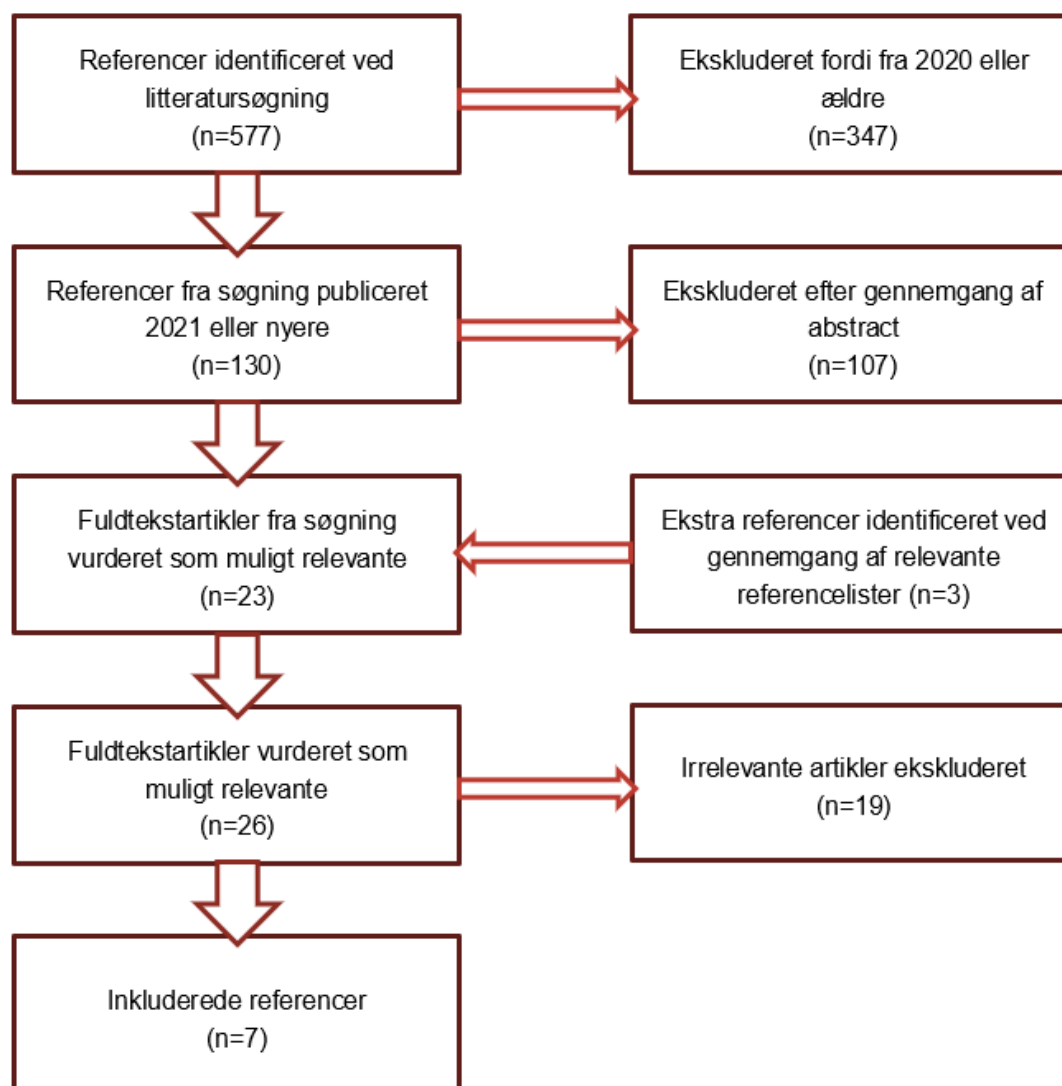 Referencer identificeret ved
litteratursøgning
(n=577)
Ekskluderet fordi fra 2020 eller
ældre
(n=347)
Referencer fra søgning publiceret
2021 eller nyere
(n=130)
Ekskluderet efter gennemgang af
abstract
(n=107)
Fuldtekstartikler fra søgning
vurderet som muligt relevante
(n=23)
Ekstra referencer identificeret ved
gennemgang af relevante
referencelister (n=3)
Fuldtekstartikler vurderet som
muligt relevante
(n=26)
Irrelevante artikler ekskluderet
(n=19)
Inkluderede referencer
(n=7)